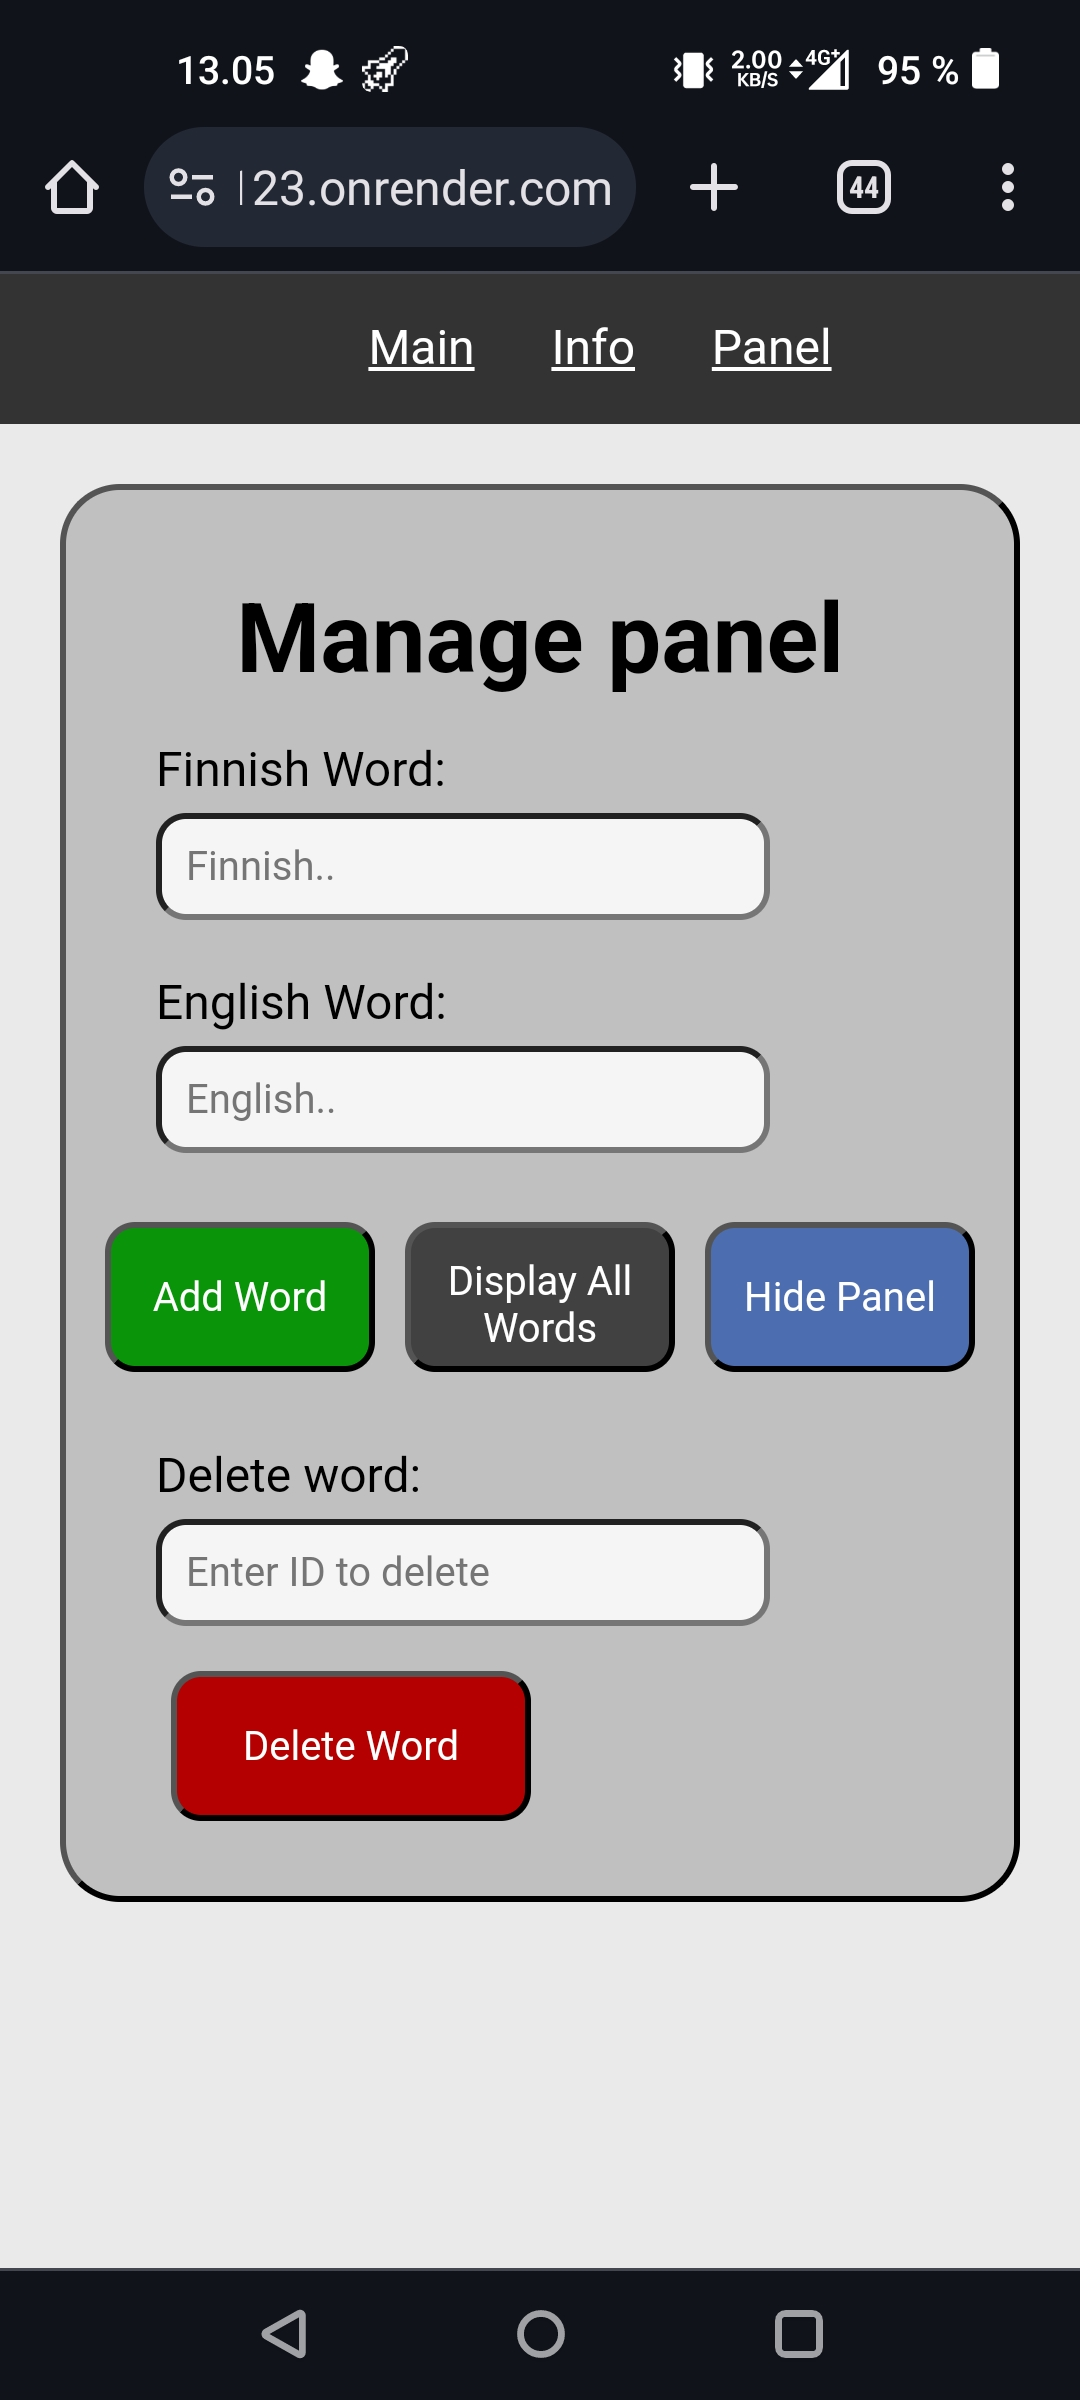 13.05
2.00
KB/S
4G+
95 %
23.onrender.com
44
Main Info Panel
Manage panel
Finnish Word:
Finnish..
English Word:
English..
Add Word
Display All
Words
Hide Panel
Delete word:
Enter ID to delete
Delete Word